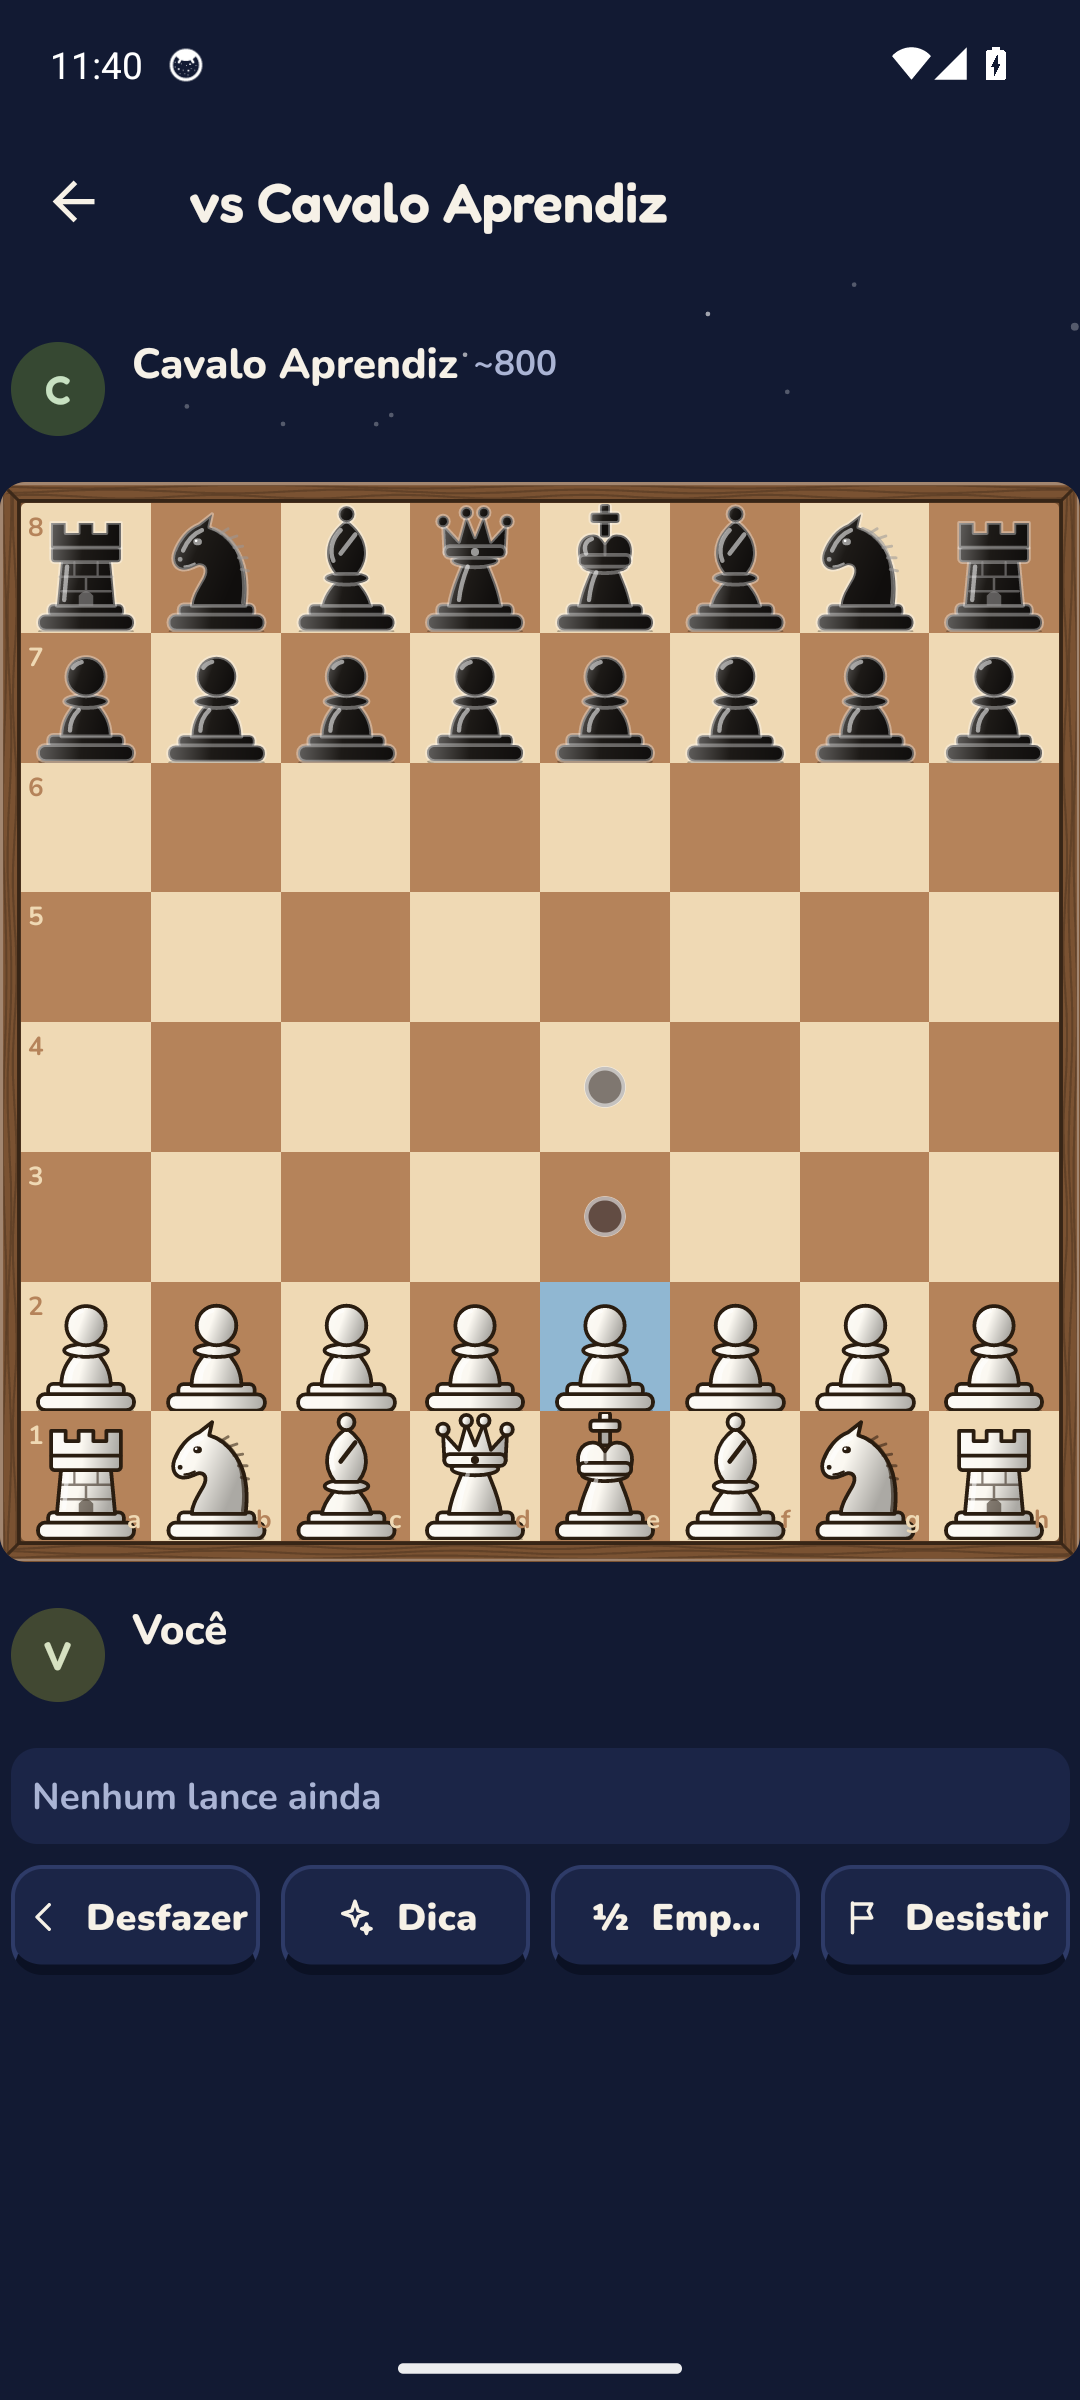 11:40
vs Cavalo Aprendiz
C
Cavalo Aprendiz ~800
8
7
6
5
4
3
2
1
a b c d e f g h
V
Você
Nenhum lance ainda
Desfazer
Dica
½ Emp...
Desistir